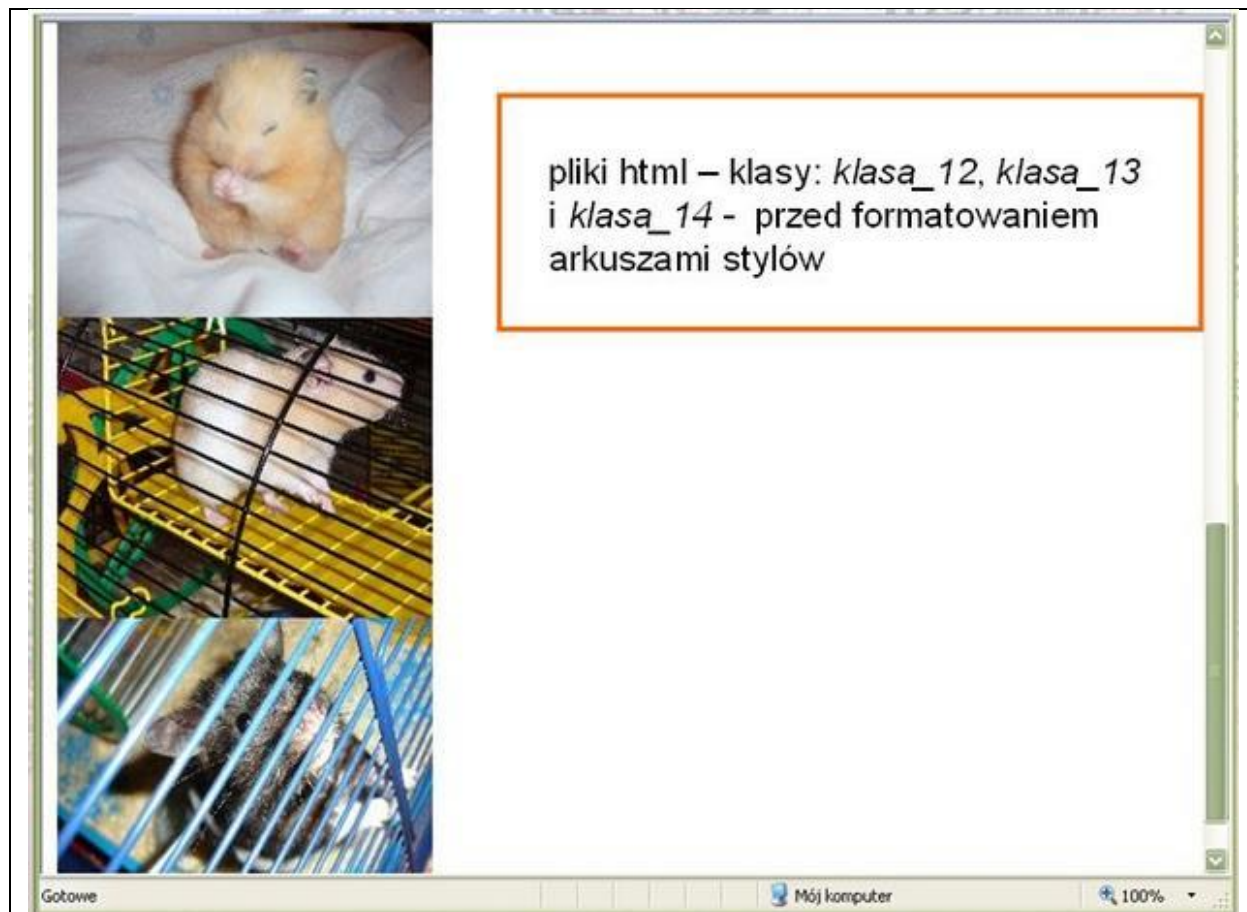 pliki html – klasy: klasa_12, klasa_13
i klasa_14 - przed formatowaniem
arkuszami stylów
Gotowe
Mój komputer
100%